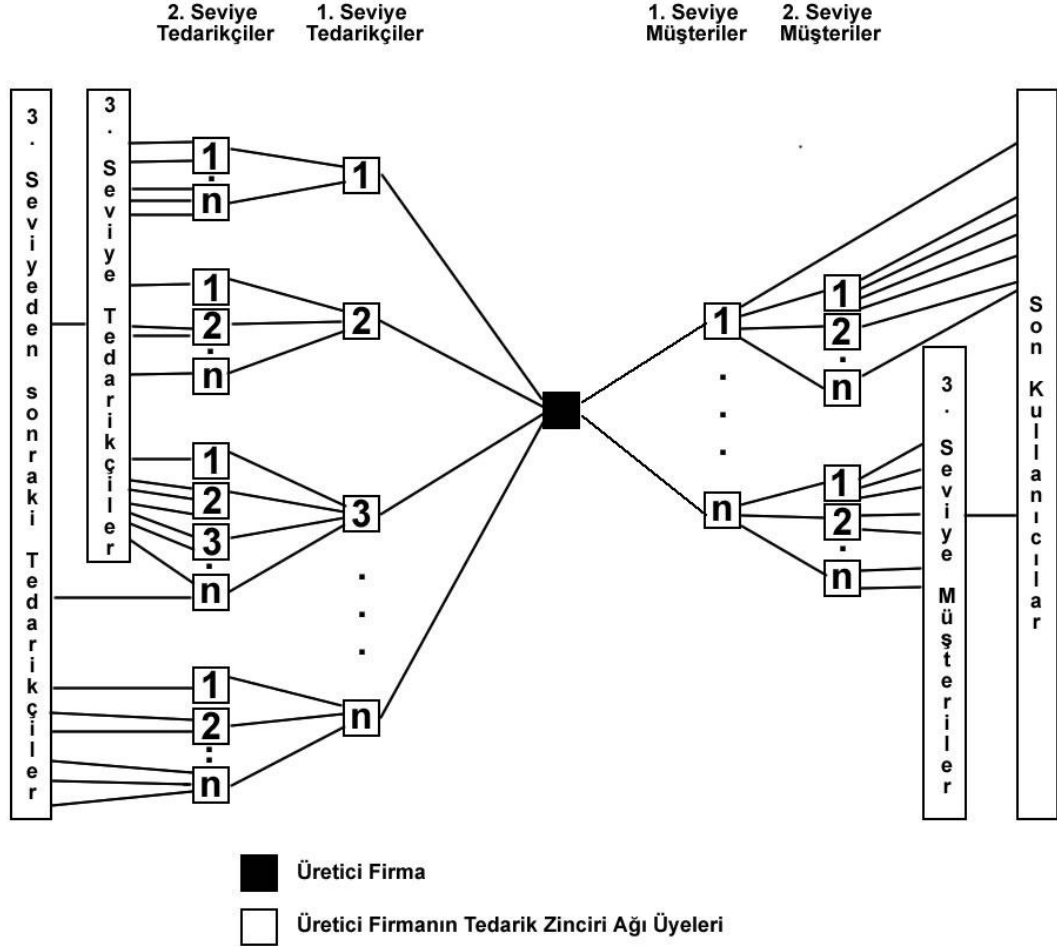 2. Seviye
Tedarikçiler
1. Seviye
Tedarikçiler
1. Seviye
Müşteriler
2. Seviye
Müşteriler
3. Seviyeden sonraki Tedarikçiler
3. Seviye Tedarikçiler
1
n
1
1
2
n
2
1
2
3
n
3
1
2
n
n
1
n
1
2
n
1
2
n
3. Seviye Müşteriler
Son Kullanıcılar
Üretici Firma
Üretici Firmanın Tedarik Zinciri Ağı Üyeleri